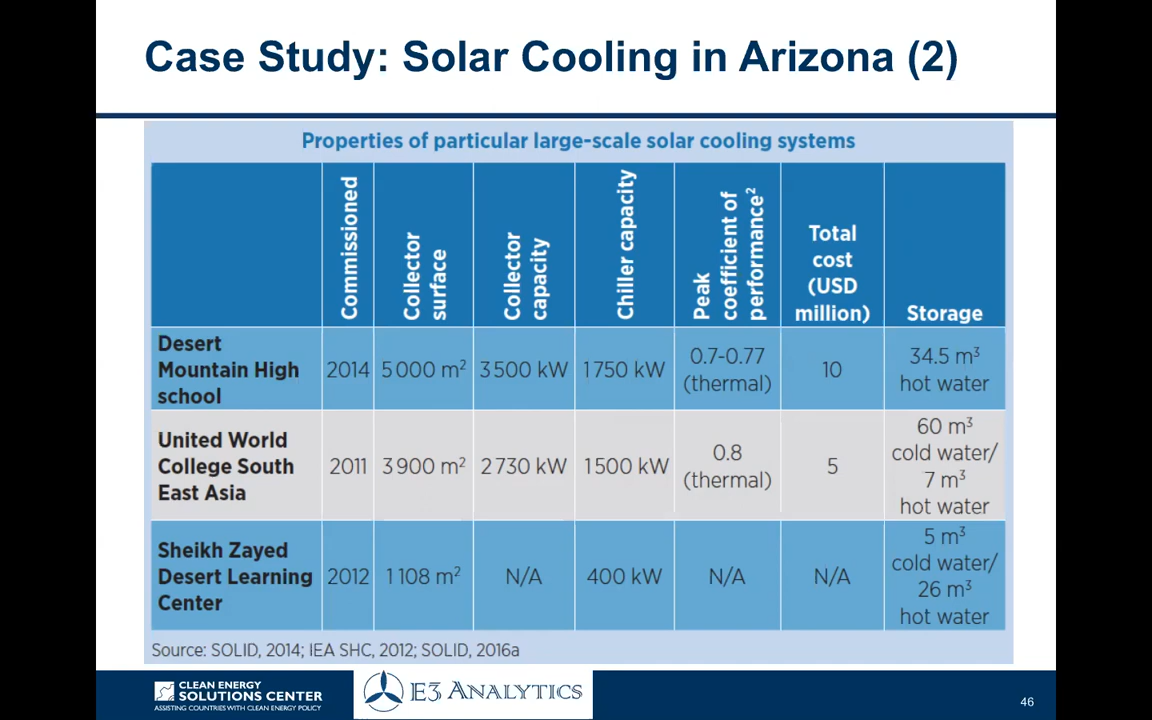 Case Study: Solar Cooling in Arizona (2)
Properties of particular large-scale solar cooling systems
Commissioned
Collector
surface
Collector
capacity
Chiller capacity
Peak
coefficient of
performance²
Total
cost
(USD
million)
Storage
Desert
Mountain High
school
2014
5 000 m²
3 500 kW
1 750 kW
0.7-0.77
(thermal)
10
34.5 m³
hot water
United World
College South
East Asia
2011
3 900 m²
2 730 kW
1 500 kW
0.8
(thermal)
5
60 m³
cold water/
7 m³
hot water
Sheikh Zayed
Desert Learning
Center
2012
1 108 m²
N/A
400 kW
N/A
N/A
5 m³
cold water/
26 m³
hot water
Source: SOLID, 2014; IEA SHC, 2012; SOLID, 2016a
CLEAN ENERGY
SOLUTIONS CENTER
ASSISTING COUNTRIES WITH CLEAN ENERGY POLICY
E3 ANALYTICS
46